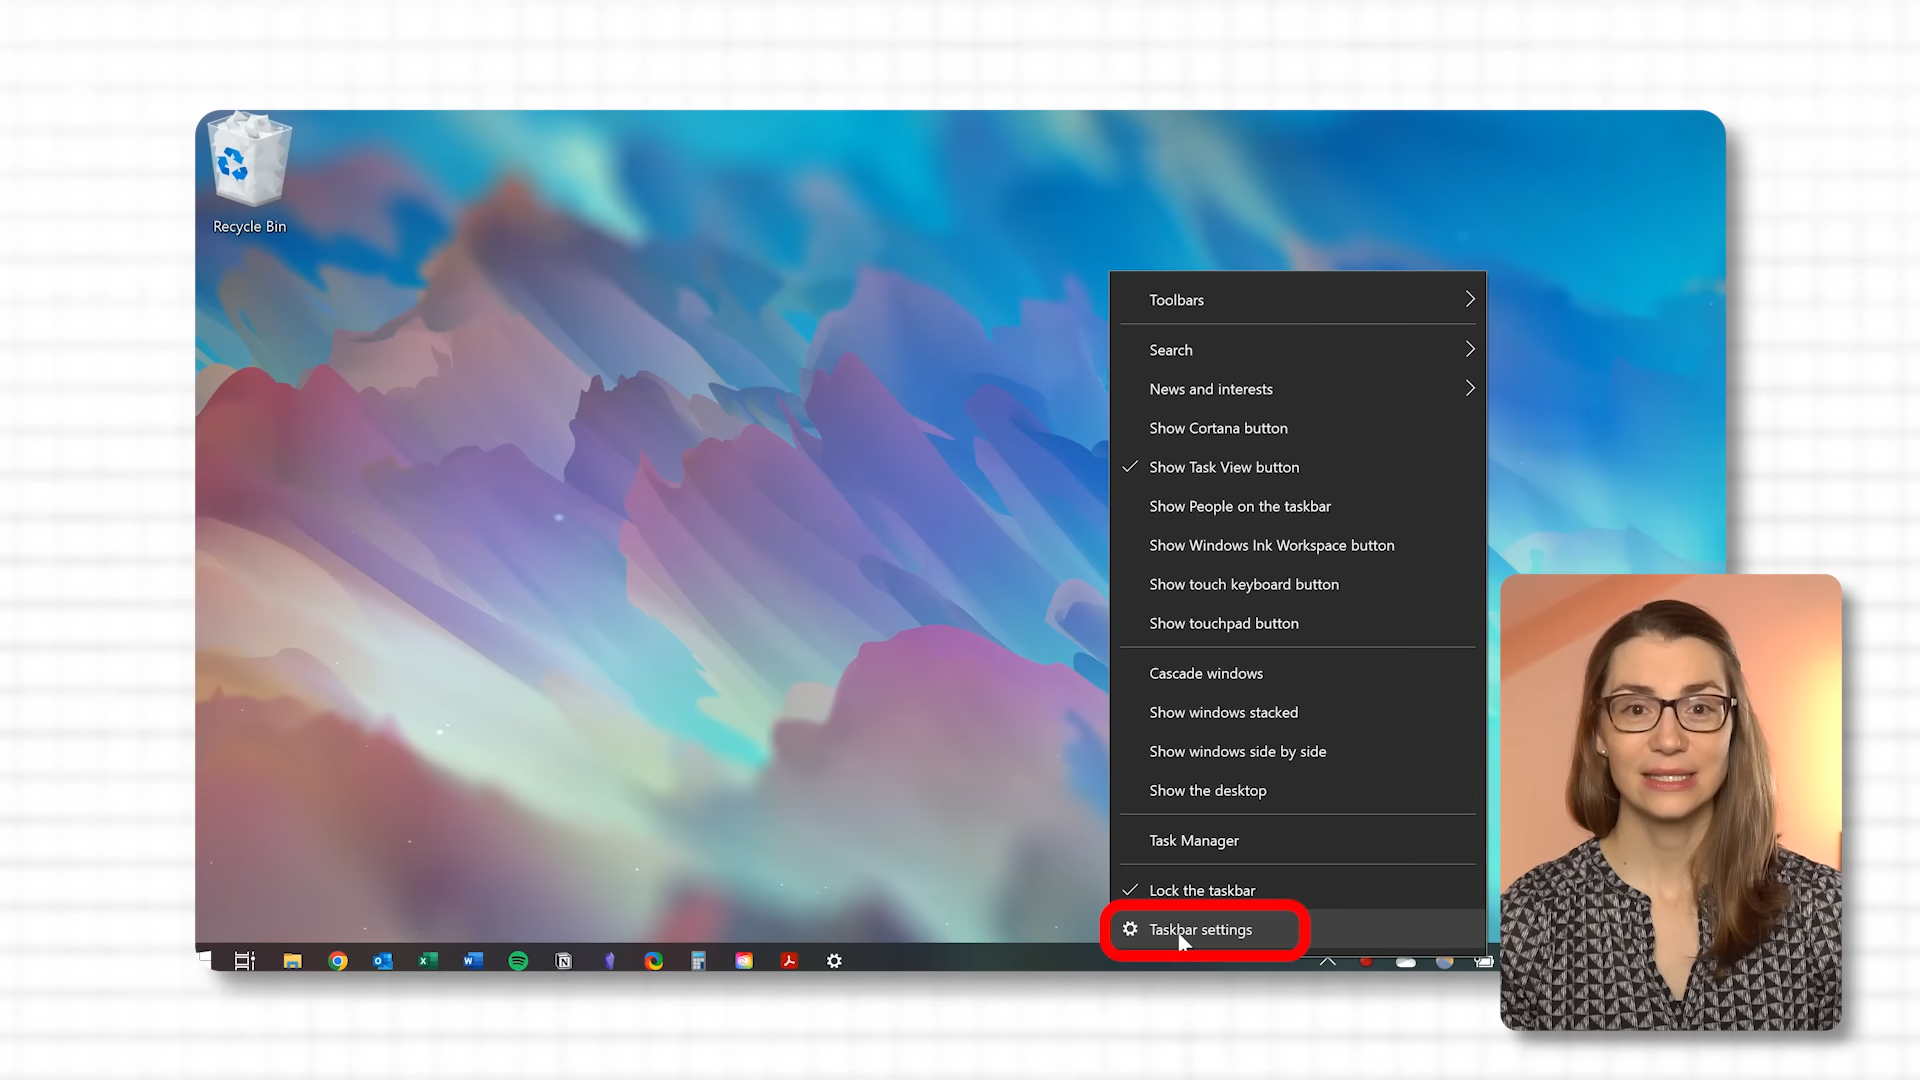 Recycle Bin
Toolbars
Search
News and interests
Show Cortana button
Show Task View button
Show People on the taskbar
Show Windows Ink Workspace button
Show touch keyboard button
Show touchpad button
Cascade windows
Show windows stacked
Show windows side by side
Show the desktop
Task Manager
Lock the taskbar
Taskbar settings